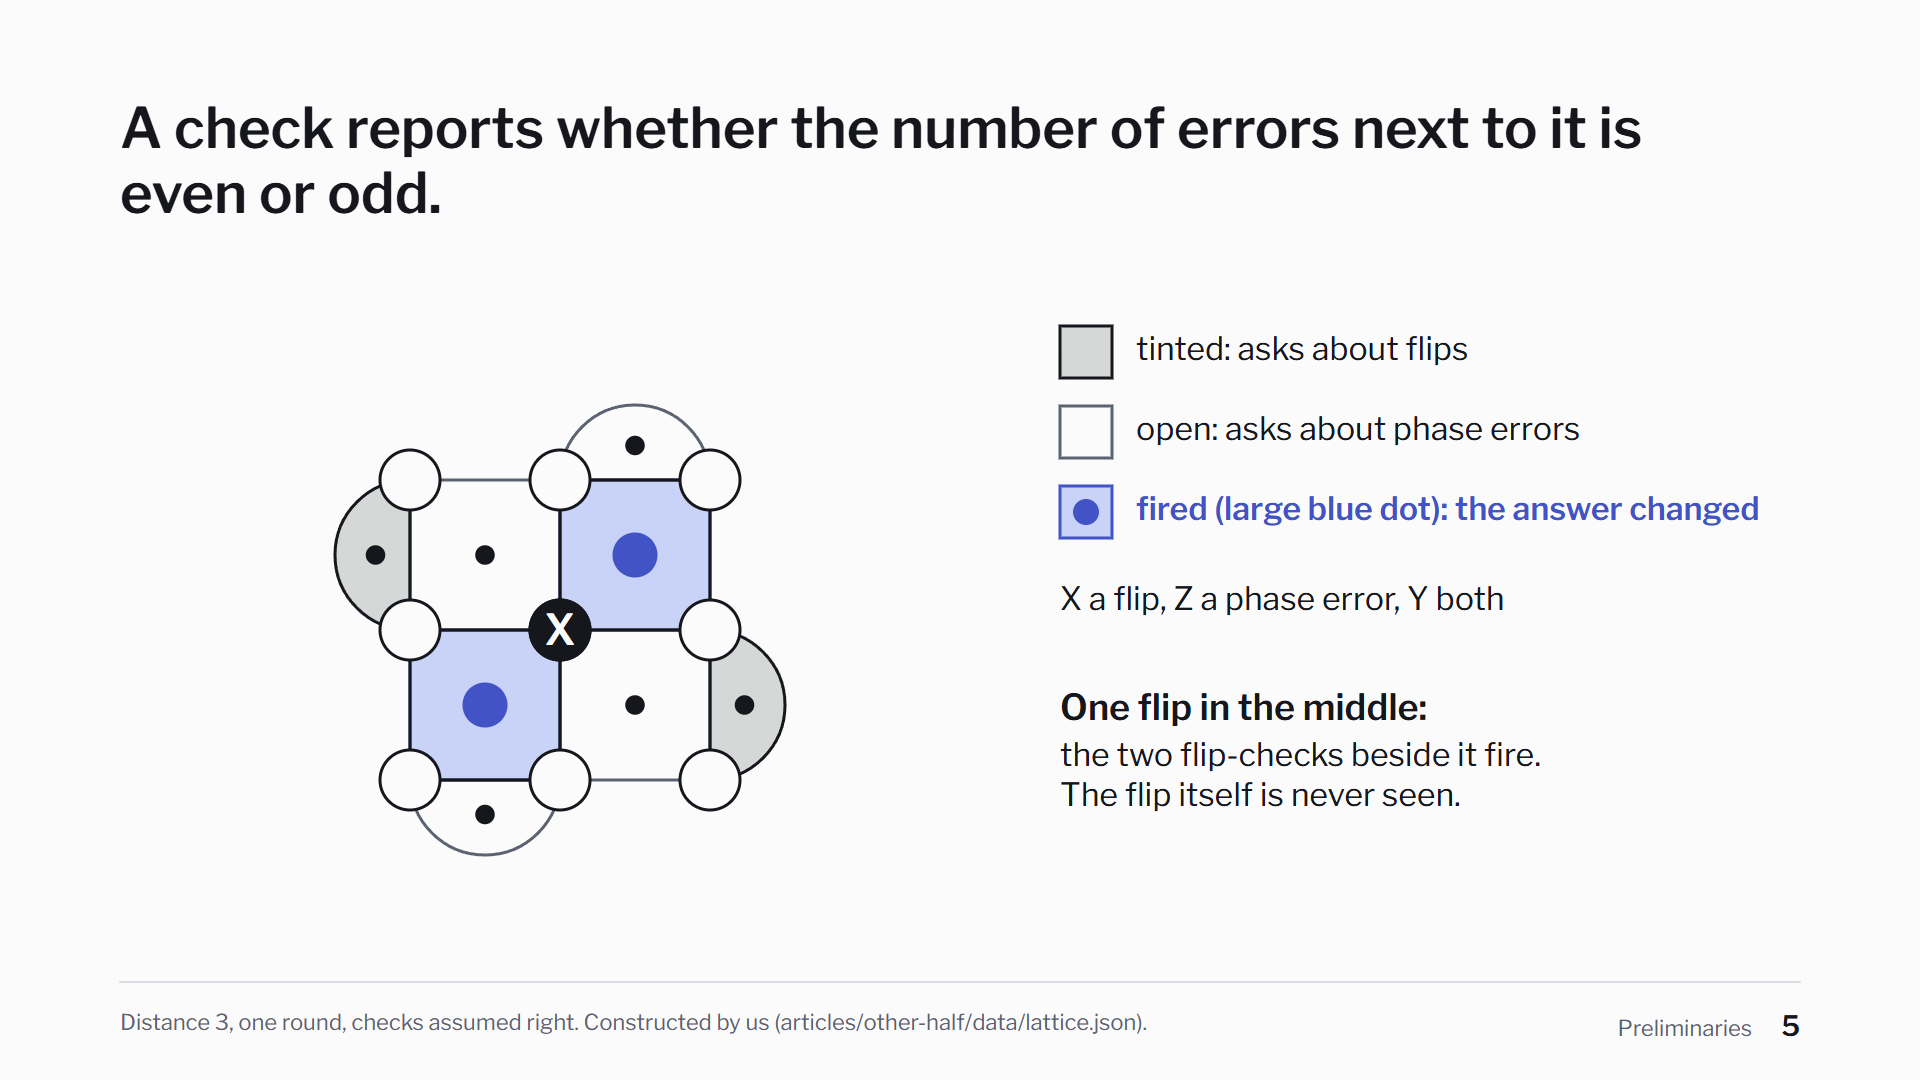 A check reports whether the number of errors next to it is
even or odd.
tinted: asks about flips
open: asks about phase errors
fired (large blue dot): the answer changed
X a flip, Z a phase error, Y both
X
One flip in the middle:
the two flip-checks beside it fire.
The flip itself is never seen.
Distance 3, one round, checks assumed right. Constructed by us (articles/other-half/data/lattice.json).
Preliminaries 5